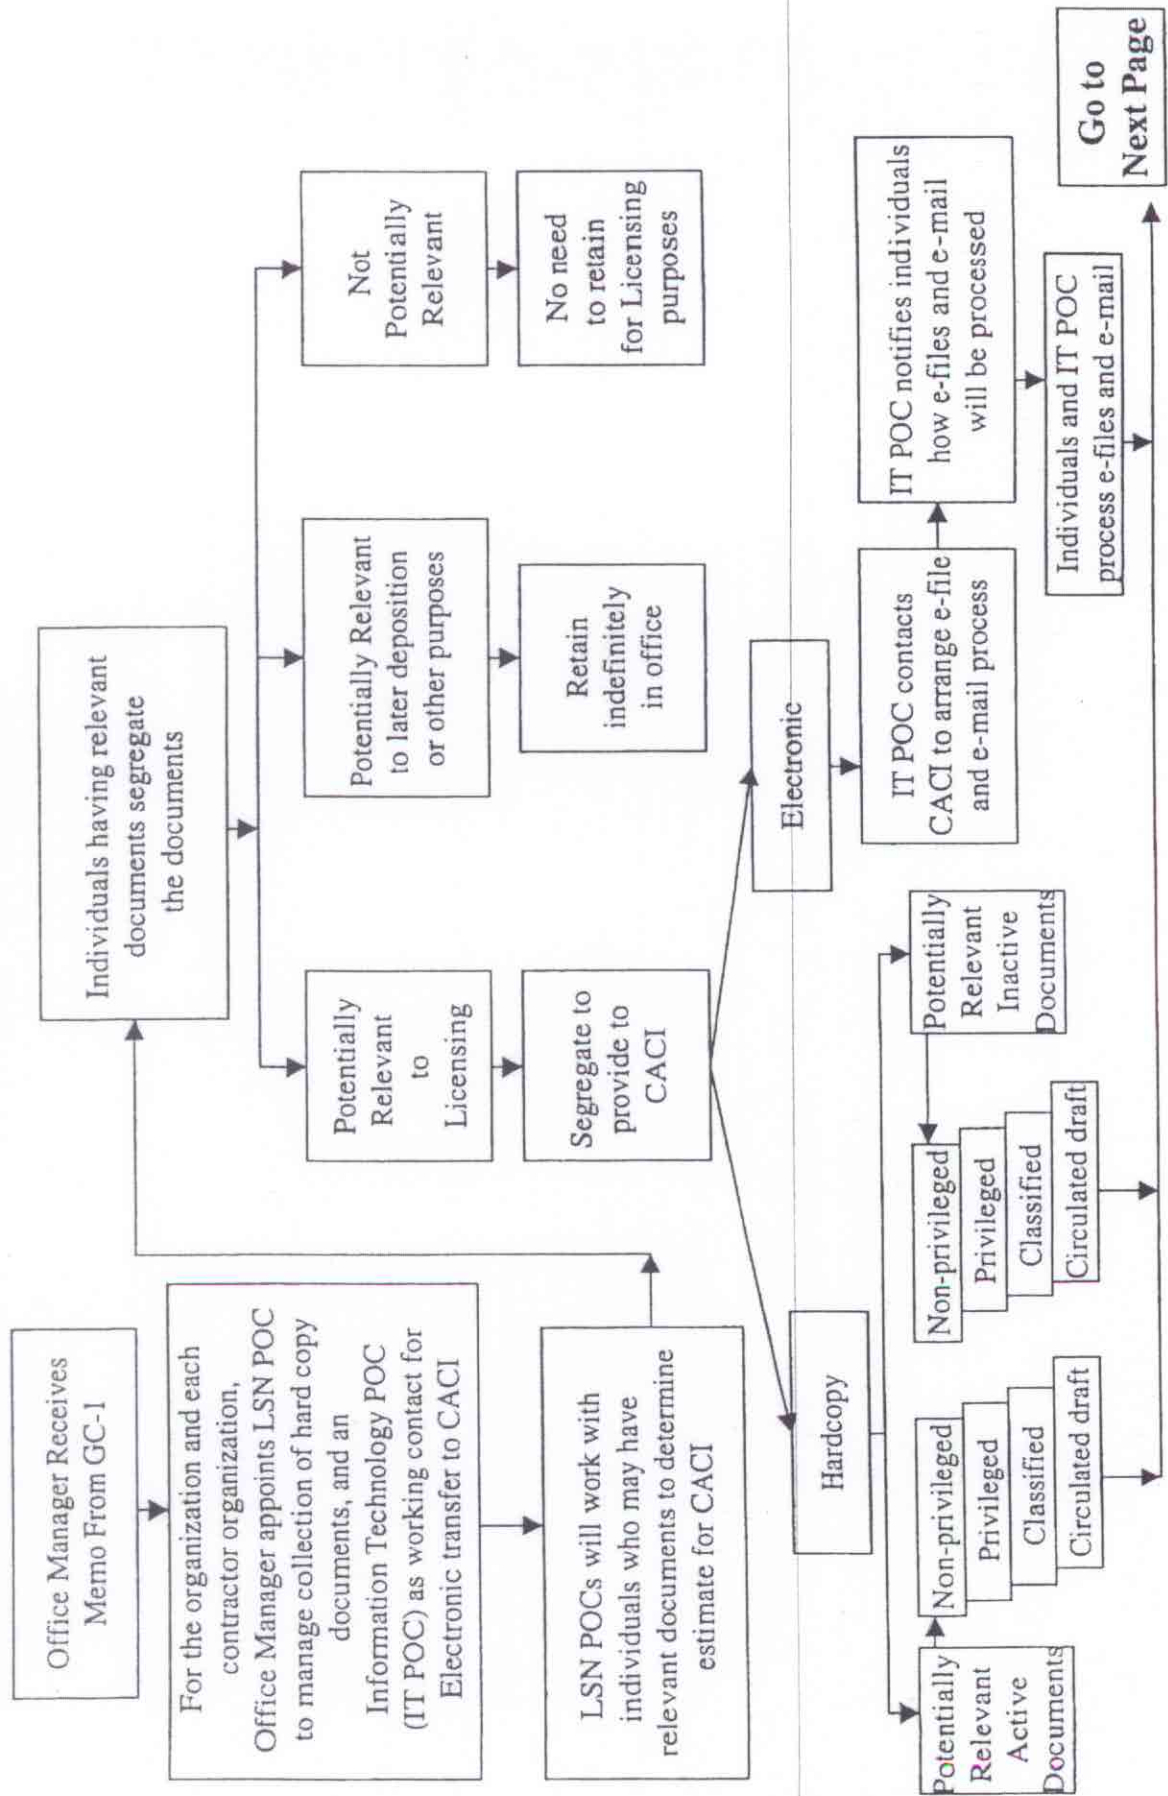 Office Manager Receives
Memo From GC-1
For the organization and each
contractor organization,
Office Manager appoints LSN POC
to manage collection of hard copy
documents, and an
Information Technology POC
(IT POC) as working contact for
Electronic transfer to CACI
LSN POCs will work with
individuals who may have
relevant documents to determine
estimate for CACI
Individuals having relevant
documents segregate
the documents
Potentially
Relevant
to
Licensing
Segregate to
provide to
CACI
Potentially Relevant
to later deposition
or other purposes
Retain
indefinitely
in office
Not
Potentially
Relevant
No need
to retain
for Licensing
purposes
Hardcopy
Potentially
Relevant
Active
Documents
Non-privileged
Privileged
Classified
Circulated draft
Non-privileged
Privileged
Classified
Circulated draft
Potentially
Relevant
Inactive
Documents
Electronic
IT POC contacts
CACI to arrange e-file
and e-mail process
IT POC notifies individuals
how e-files and e-mail
will be processed
Individuals and IT POC
process e-files and e-mail
Go to
Next Page